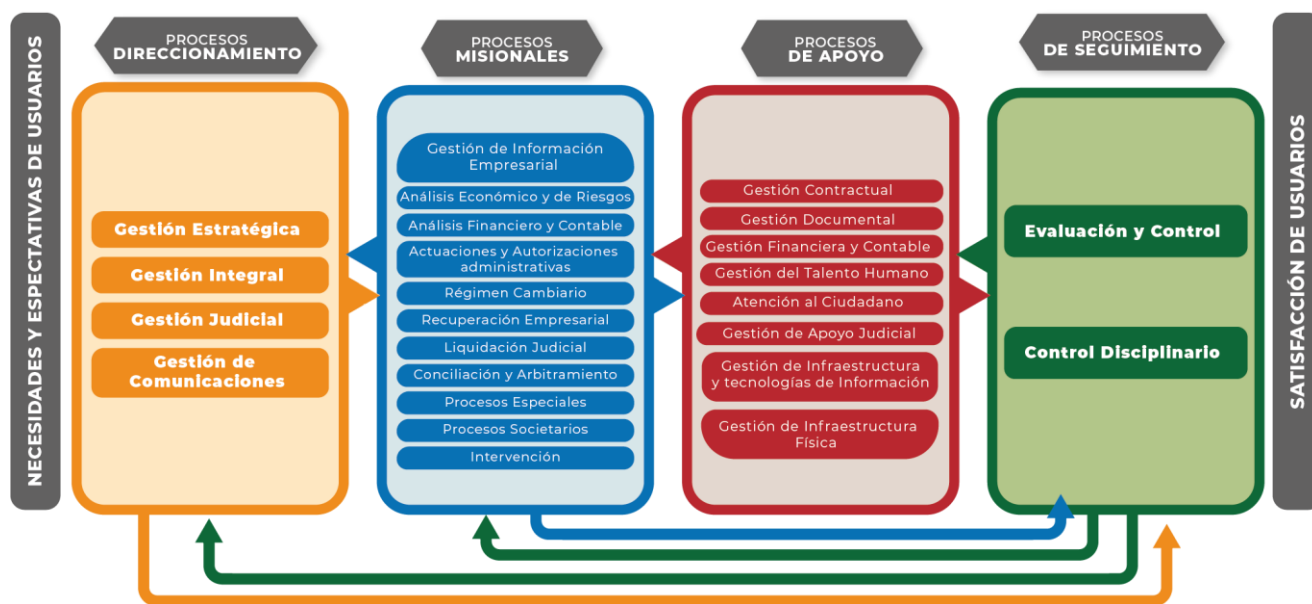 NECESIDADES Y ESPECTATIVAS DE USUARIOS
PROCESOS
DIRECCIONAMIENTO
Gestión Estratégica
Gestión Integral
Gestión Judicial
Gestión de
Comunicaciones
PROCESOS
MISIONALES
Gestión de Información
Empresarial
Análisis Económico y de Riesgos
Análisis Financiero y Contable
Actuaciones y Autorizaciones
administrativas
Régimen Cambiario
Recuperación Empresarial
Liquidación Judicial
Conciliación y Arbitramiento
Procesos Especiales
Procesos Societarios
Intervención
PROCESOS
DE APOYO
Gestión Contractual
Gestión Documental
Gestión Financiera y Contable
Gestión del Talento Humano
Atención al Ciudadano
Gestión de Apoyo Judicial
Gestión de Infraestructura
y tecnologías de Información
Gestión de Infraestructura
Física
PROCESOS
DE SEGUIMIENTO
Evaluación y Control
Control Disciplinario
SATISFACCIÓN DE USUARIOS